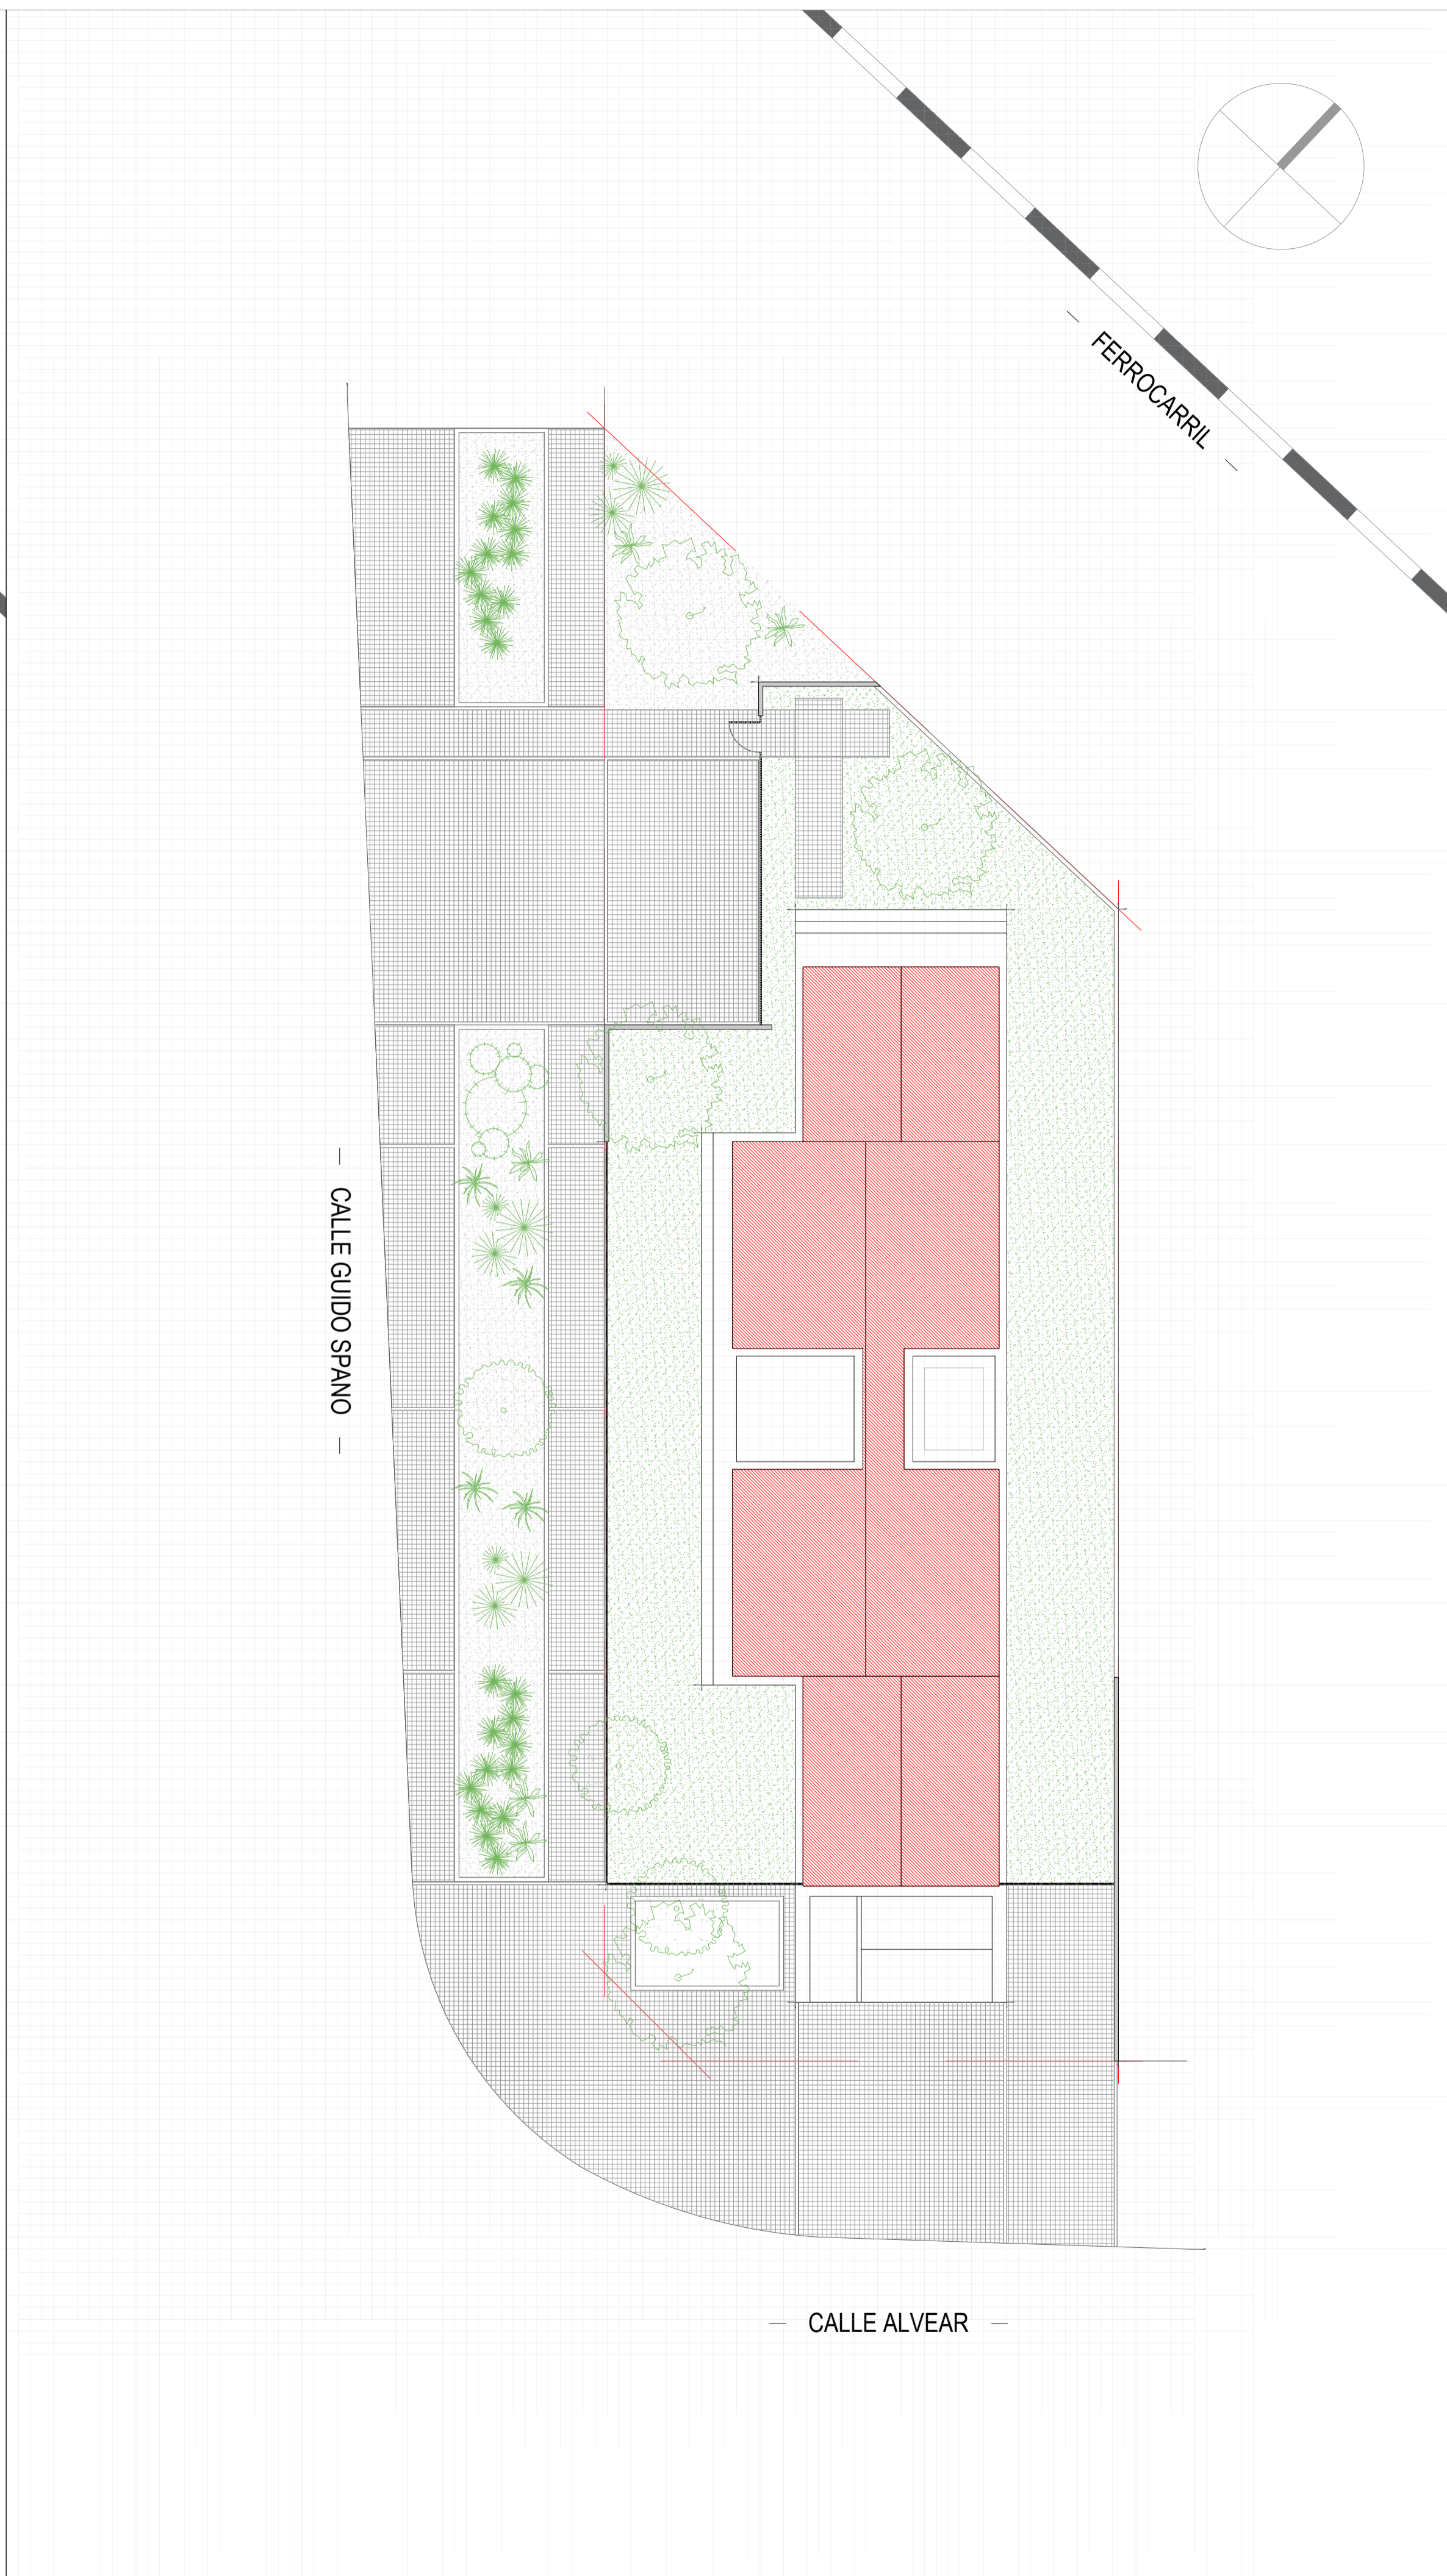 — FERROCARRIL —
— CALLE GUIDO SPANO —
— CALLE ALVEAR —